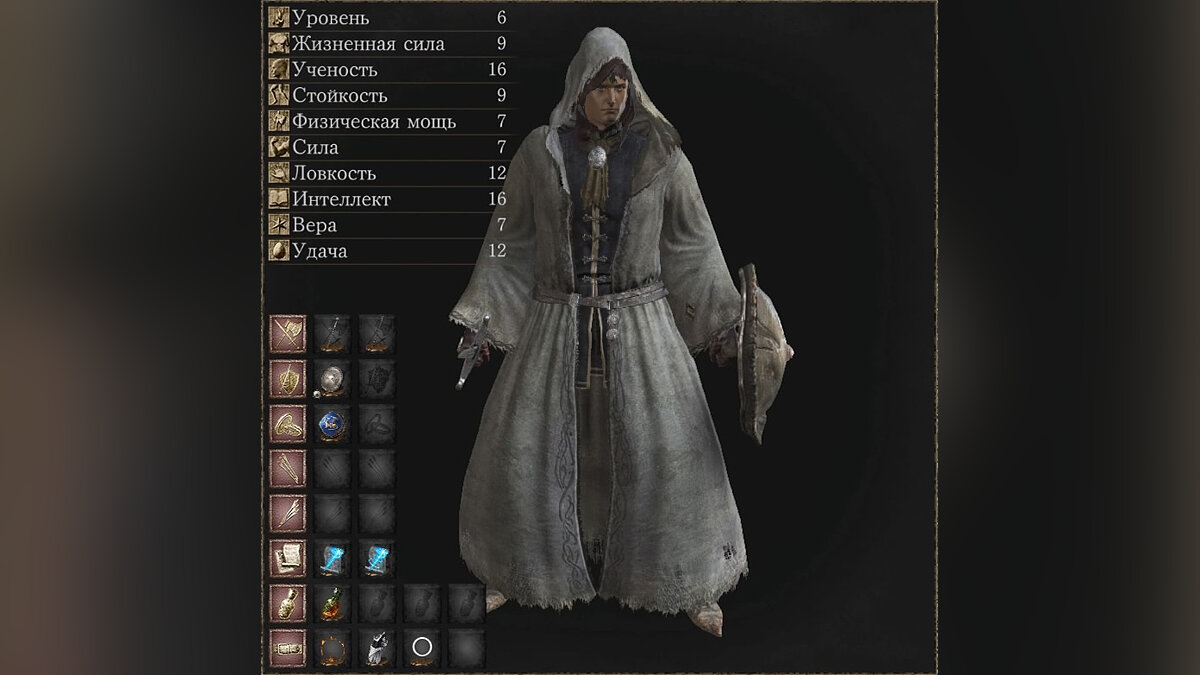 Уровень 6
Жизненная сила 9
Ученость 16
Стойкость 9
Физическая мощь 7
Сила 7
Ловкость 12
Интеллект 16
Вера 7
Удача 12